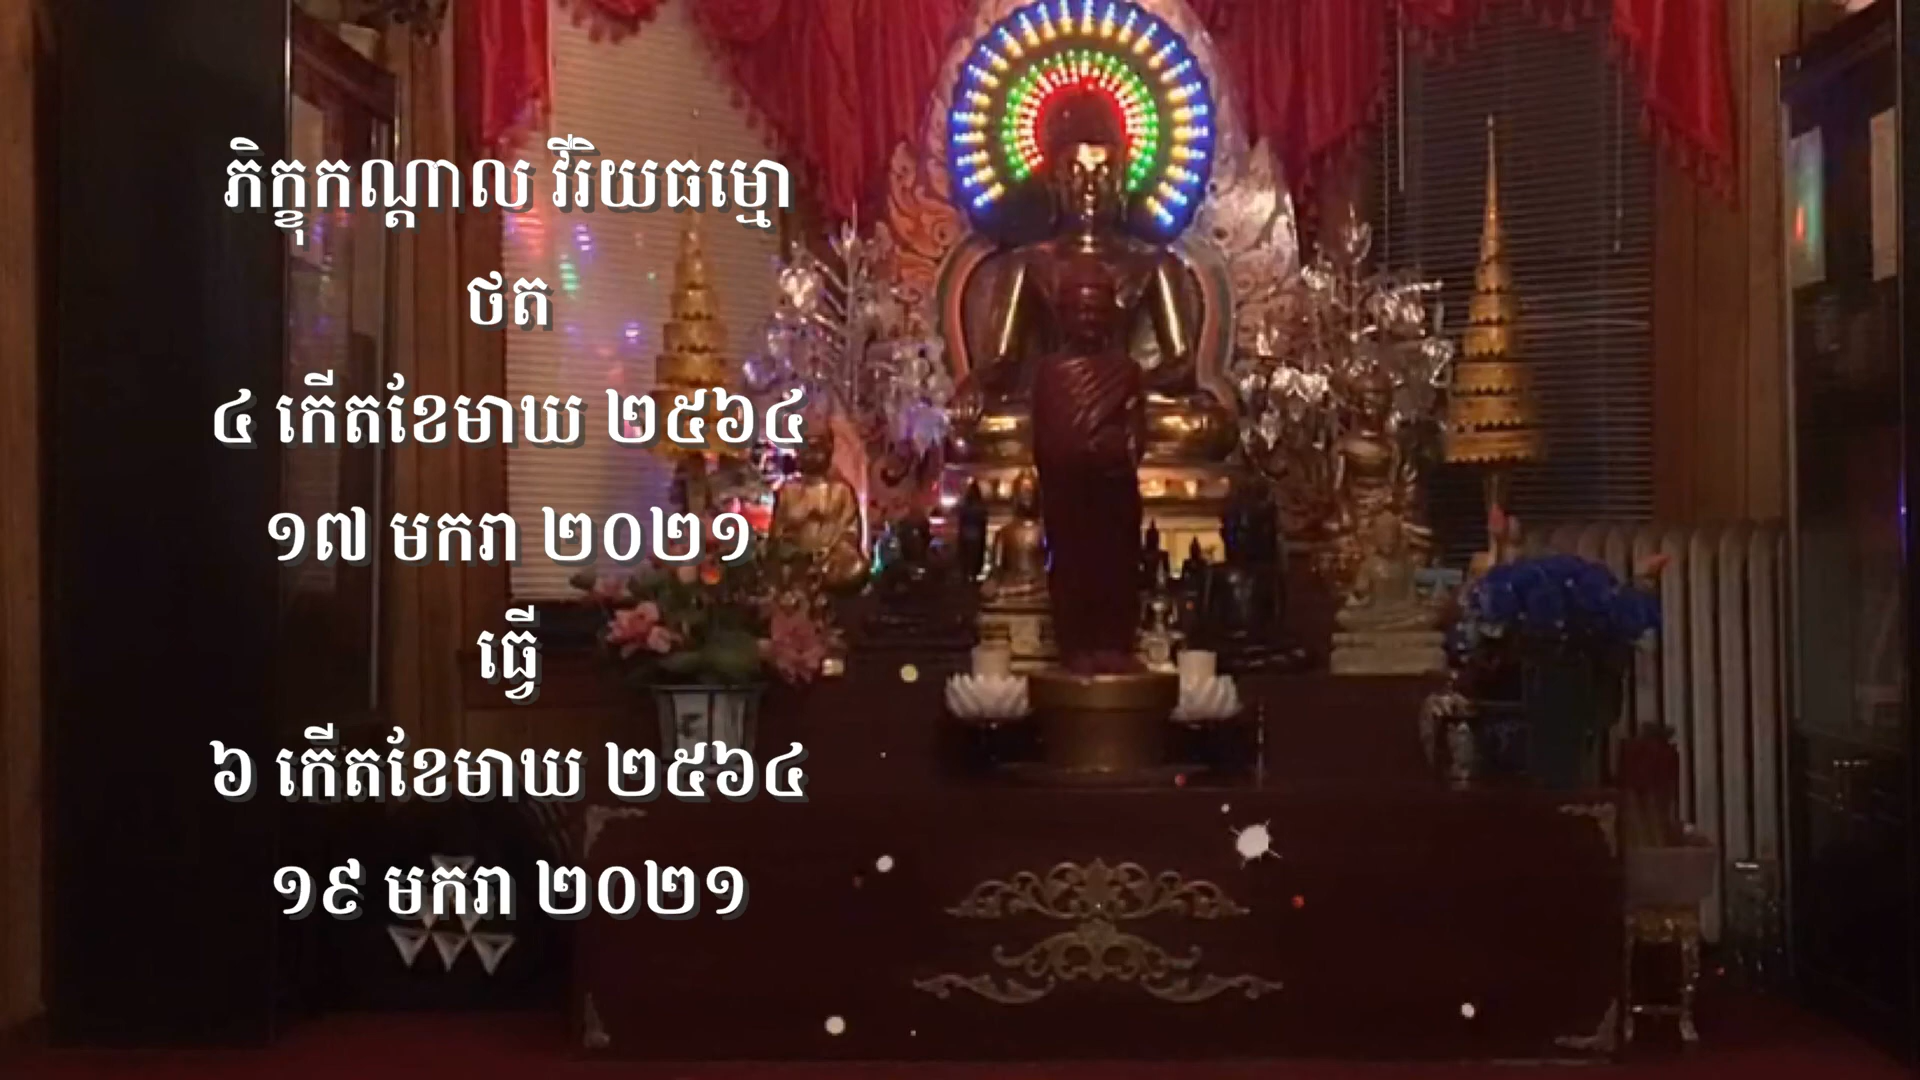 ភិក្ខុកណ្ដាល វីរិយធម្មោ
ថត
៤ កើតខែមាឃ ២៥៦៤
១៧ មករា ២០២១
ធ្វើ
៦ កើតខែមាឃ ២៥៦៤
១៩ មករា ២០២១